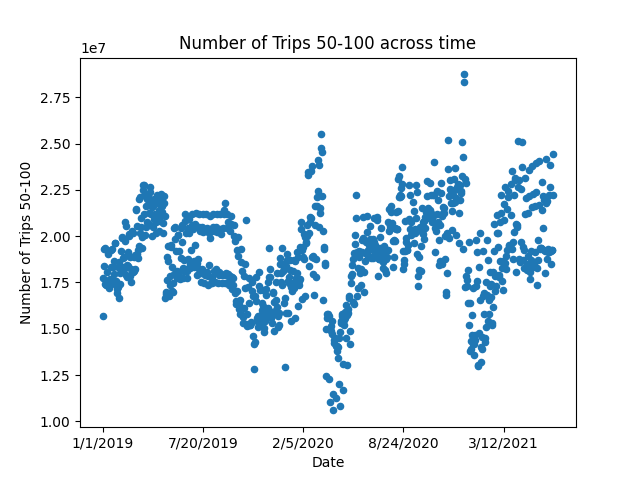 Number of Trips 50-100 across time
1e7
2.75
2.50
2.25
2.00
1.75
1.50
1.25
1.00
Number of Trips 50-100
1/1/2019 7/20/2019 2/5/2020 8/24/2020 3/12/2021
Date